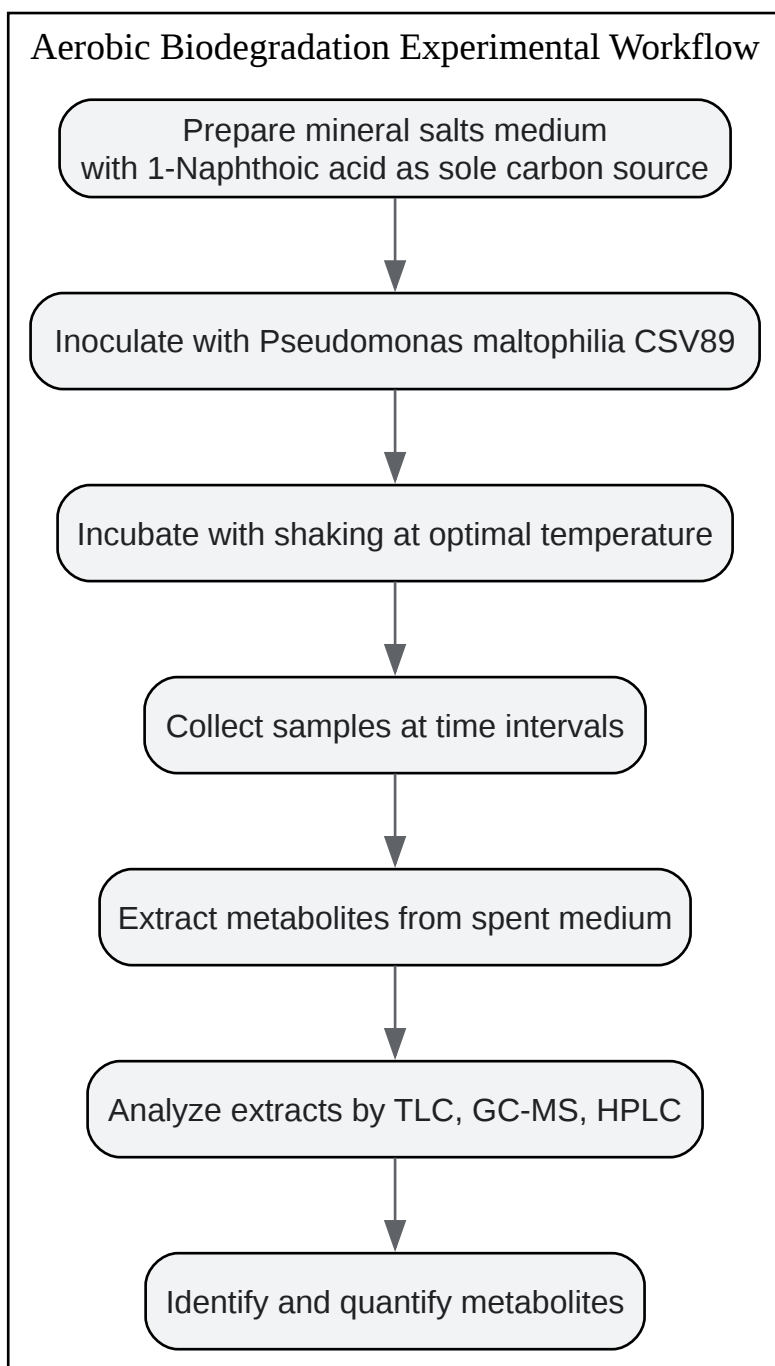 Aerobic Biodegradation Experimental Workflow
Prepare mineral salts medium
with 1-Naphthoic acid as sole carbon source
Inoculate with Pseudomonas maltophilia CSV89
Incubate with shaking at optimal temperature
Collect samples at time intervals
Extract metabolites from spent medium
Analyze extracts by TLC, GC-MS, HPLC
Identify and quantify metabolites